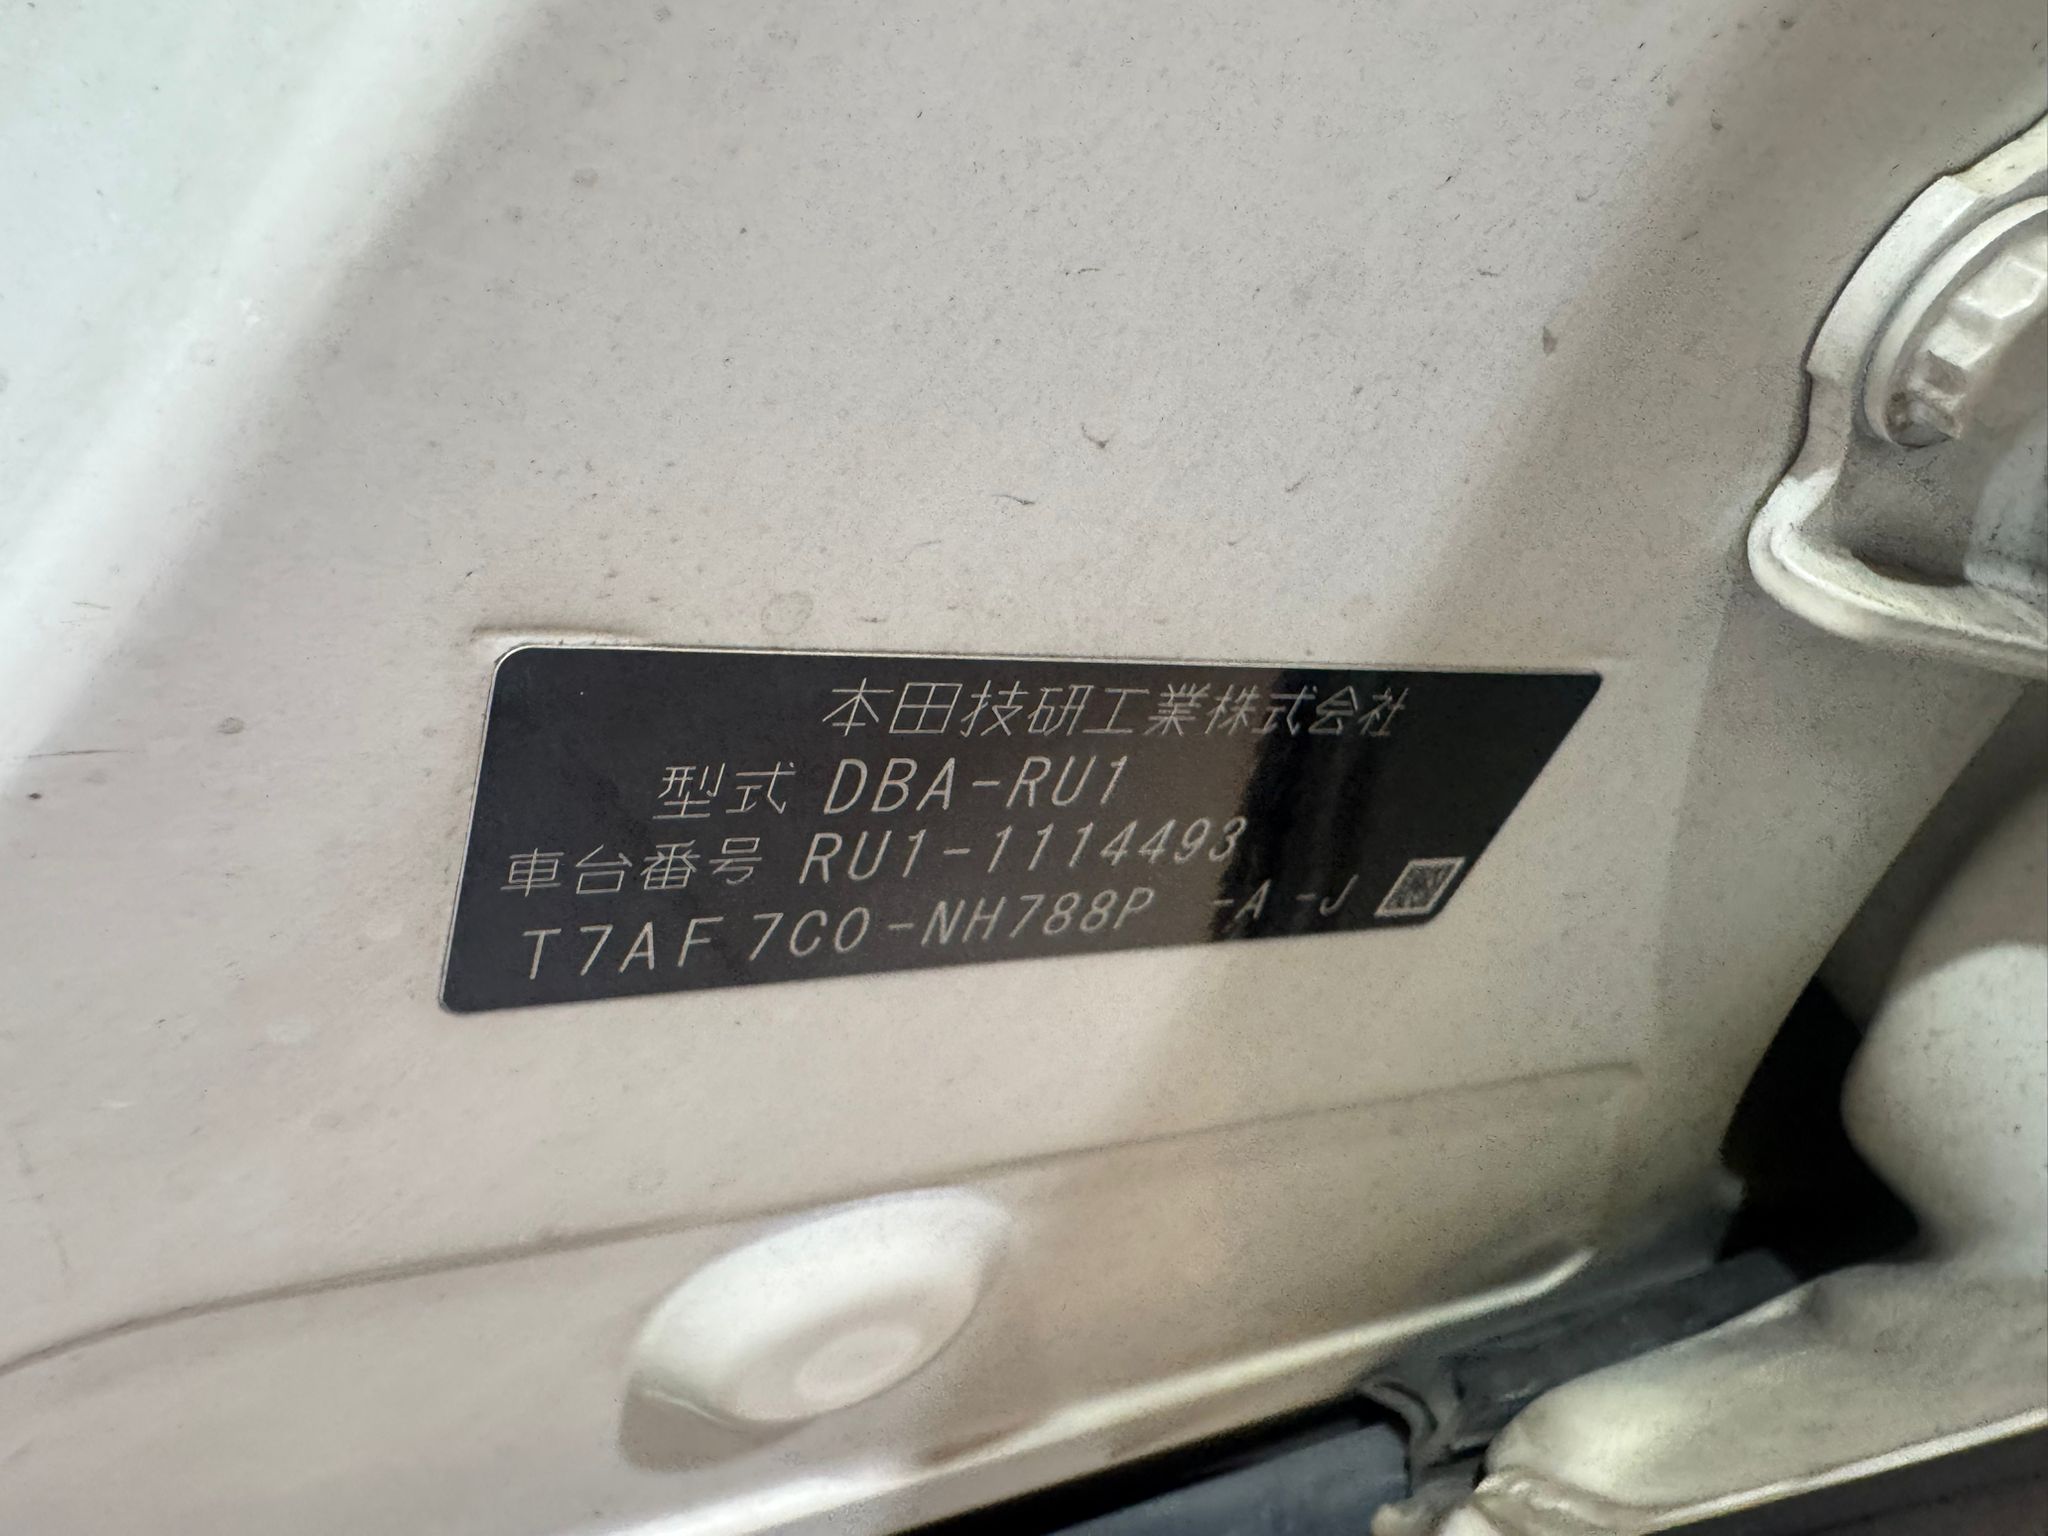 本田技研工業株式会社
型式 DBA-RU1
車台番号 RU1-1114493
T7AF 7C0-NH788P -A -J